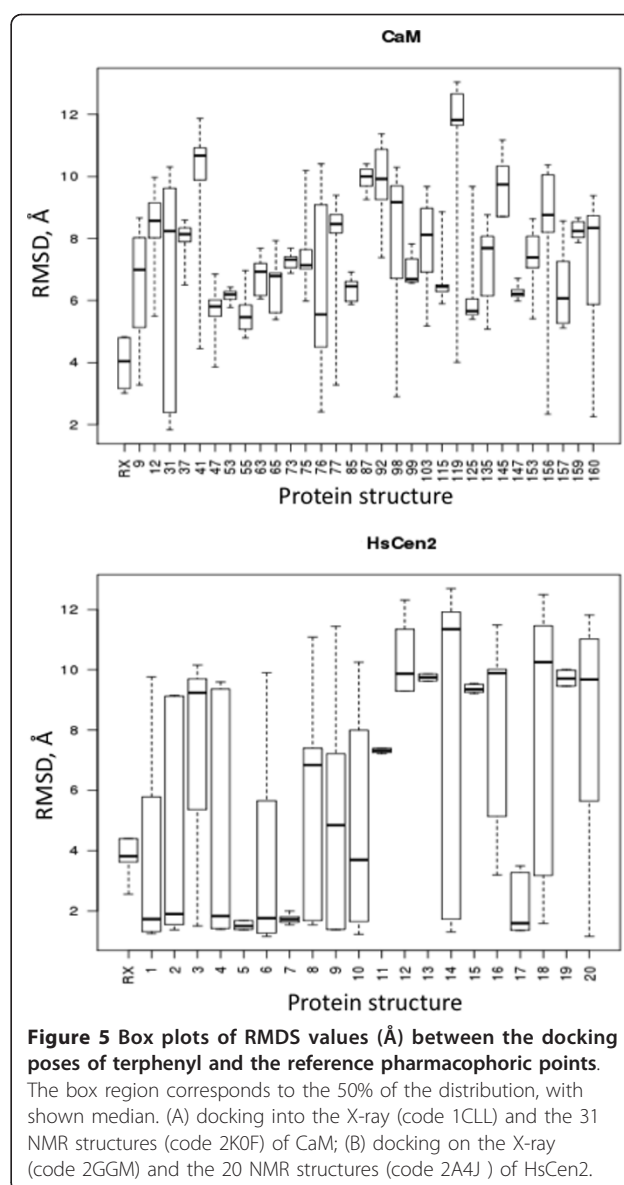 CaM
12
10
8
6
4
2
RMSD, Å
RX 9 12 31 37 41 47 53 55 63 65 73 75 76 77 85 87 92 98 99 103 115 119 125 135 145 147 153 156 157 159 160
Protein structure
HsCen2
12
10
8
6
4
2
RMSD, Å
RX 1 2 3 4 5 6 7 8 9 10 11 12 13 14 15 16 17 18 19 20
Protein structure
Figure 5 Box plots of RMDS values (Å) between the docking
poses of terphenyl and the reference pharmacophoric points.
The box region corresponds to the 50% of the distribution, with
shown median. (A) docking into the X-ray (code 1CLL) and the 31
NMR structures (code 2K0F) of CaM; (B) docking on the X-ray
(code 2GGM) and the 20 NMR structures (code 2A4J ) of HsCen2.